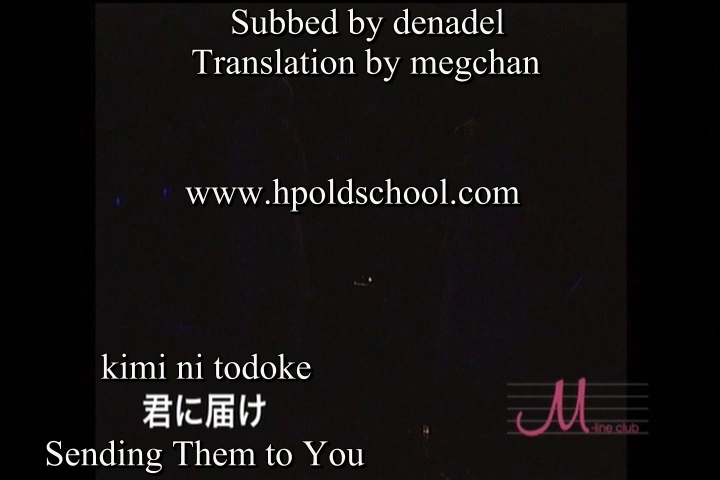 Subbed by denadel
Translation by megchan
www.hpoldschool.com
kimi ni todoke
君に届け
Sending Them to You
M-line club